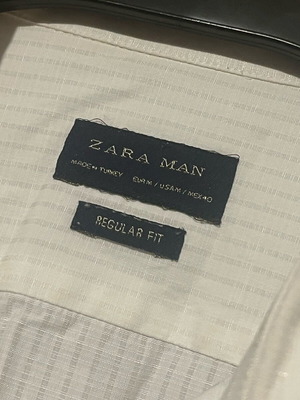 ZARA MAN
MADE IN TURKEY EUR M / USA M / MEX 40
REGULAR FIT